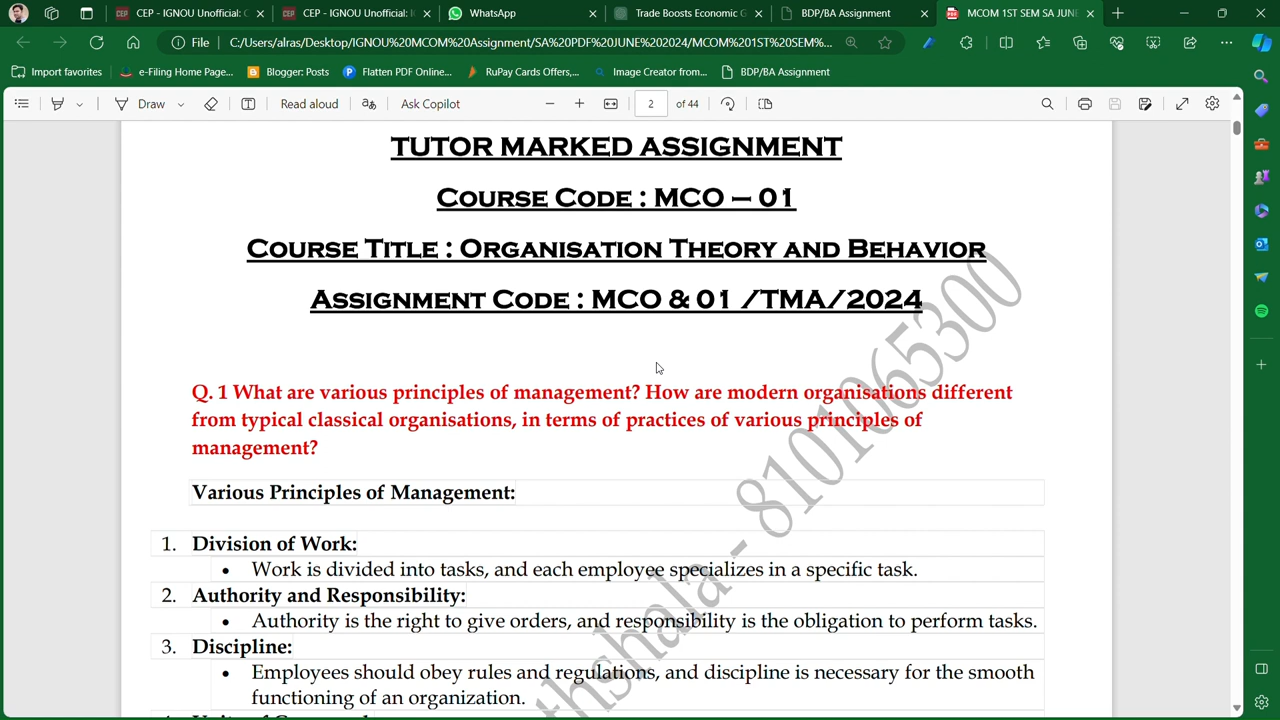 CEP - IGNOU Unofficial: C
CEP - IGNOU Unofficial: K
WhatsApp
Trade Boosts Economic G
BDP/BA Assignment
MCOM 1ST SEM SA JUNE
File
C:/Users/alras/Desktop/IGNOU%20MCOM%20Assignment/SA%20PDF%20JUNE%202024/MCOM%201ST%20SEM%...
Import favorites
e-Filing Home Page...
Blogger: Posts
Flatten PDF Online...
RuPay Cards Offers,...
Image Creator from...
BDP/BA Assignment
Draw
Read aloud
Ask Copilot
2
of 44
TUTOR MARKED ASSIGNMENT
COURSE CODE : MCO – 01
COURSE TITLE : ORGANISATION THEORY AND BEHAVIOR
ASSIGNMENT CODE : MCO & 01 /TMA/2024
Q. 1 What are various principles of management? How are modern organisations different
from typical classical organisations, in terms of practices of various principles of
management?
Various Principles of Management:
1. Division of Work:
• Work is divided into tasks, and each employee specializes in a specific task.
2. Authority and Responsibility:
• Authority is the right to give orders, and responsibility is the obligation to perform tasks.
3. Discipline:
• Employees should obey rules and regulations, and discipline is necessary for the smooth
functioning of an organization.
thshala - 8101065300